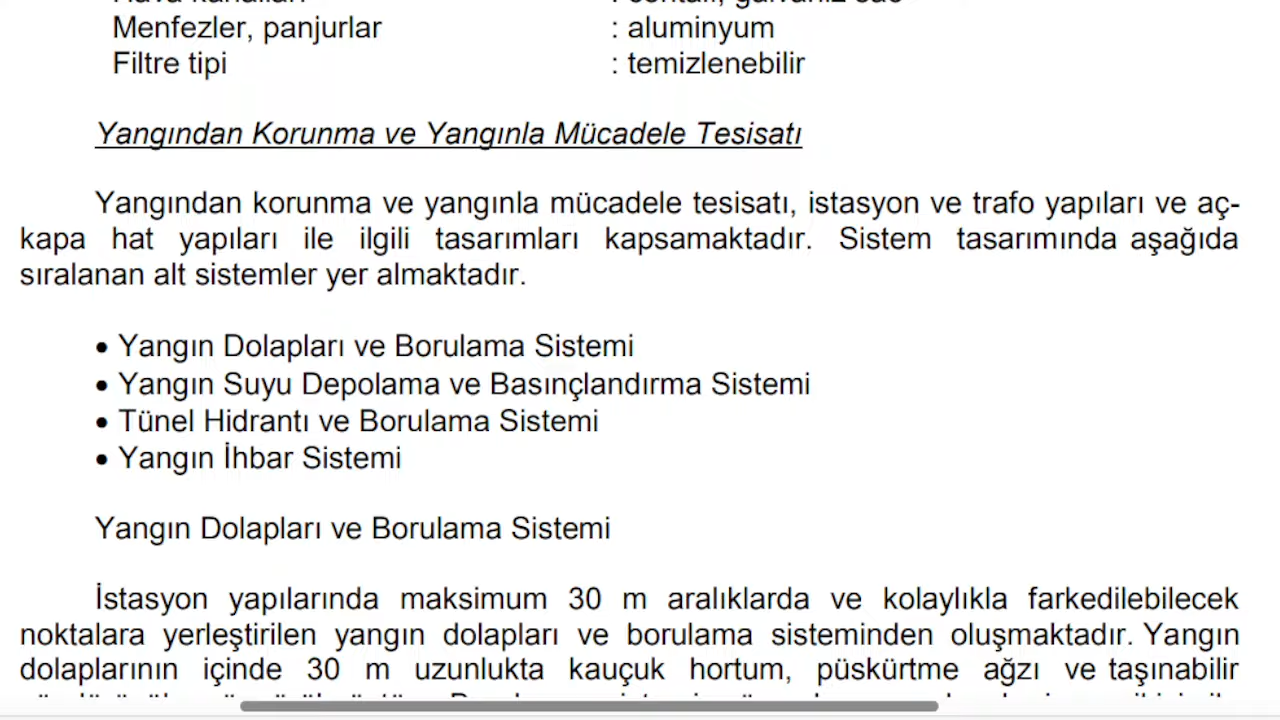 Menfezler, panjurlar : aluminyum
Filtre tipi : temizlenebilir
Yangından Korunma ve Yangınla Mücadele Tesisatı
Yangından korunma ve yangınla mücadele tesisatı, istasyon ve trafo yapıları ve aç-
kapa hat yapıları ile ilgili tasarımları kapsamaktadır. Sistem tasarımında aşağıda
sıralanan alt sistemler yer almaktadır.
• Yangın Dolapları ve Borulama Sistemi
• Yangın Suyu Depolama ve Basınçlandırma Sistemi
• Tünel Hidrantı ve Borulama Sistemi
• Yangın İhbar Sistemi
Yangın Dolapları ve Borulama Sistemi
İstasyon yapılarında maksimum 30 m aralıklarda ve kolaylıkla farkedilebilecek
noktalara yerleştirilen yangın dolapları ve borulama sisteminden oluşmaktadır. Yangın
dolaplarının içinde 30 m uzunlukta kauçuk hortum, püskürtme ağzı ve taşınabilir